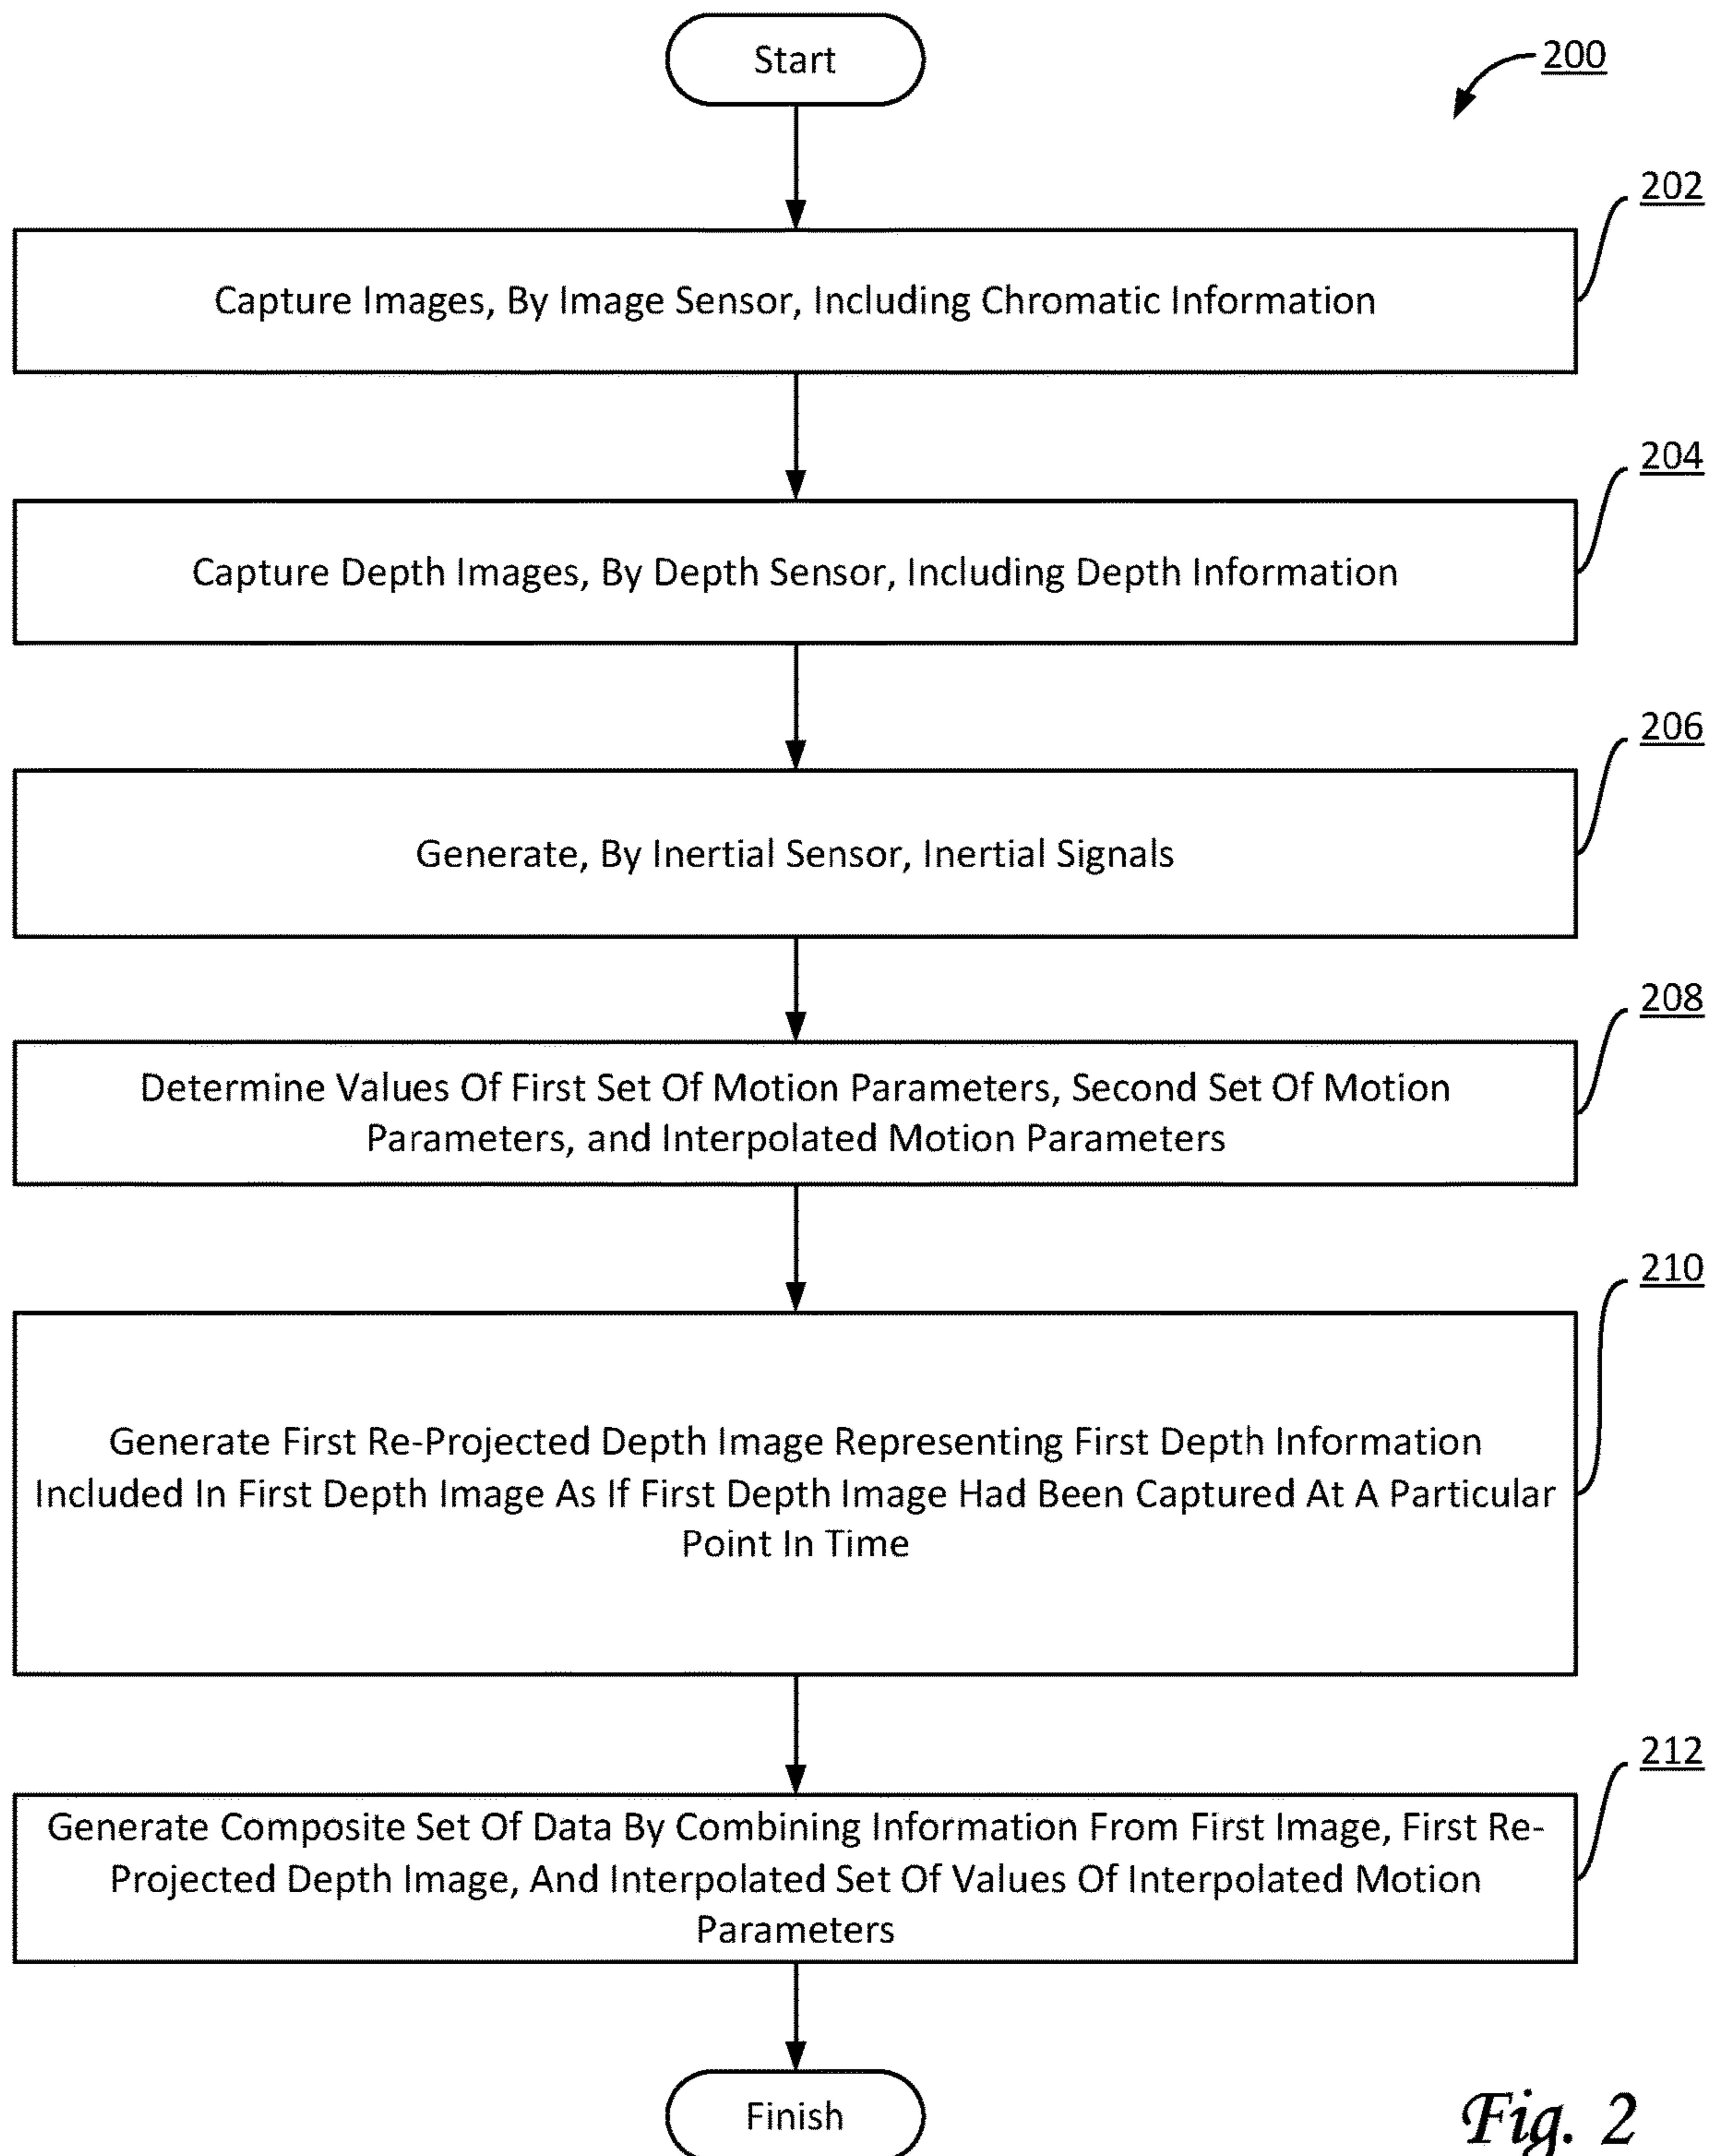 Start
200
202
Capture Images, By Image Sensor, Including Chromatic Information
204
Capture Depth Images, By Depth Sensor, Including Depth Information
206
Generate, By Inertial Sensor, Inertial Signals
208
Determine Values Of First Set Of Motion Parameters, Second Set Of Motion
Parameters, and Interpolated Motion Parameters
210
Generate First Re-Projected Depth Image Representing First Depth Information
Included In First Depth Image As If First Depth Image Had Been Captured At A Particular
Point In Time
212
Generate Composite Set Of Data By Combining Information From First Image, First Re-
Projected Depth Image, And Interpolated Set Of Values Of Interpolated Motion
Parameters
Finish
Fig. 2